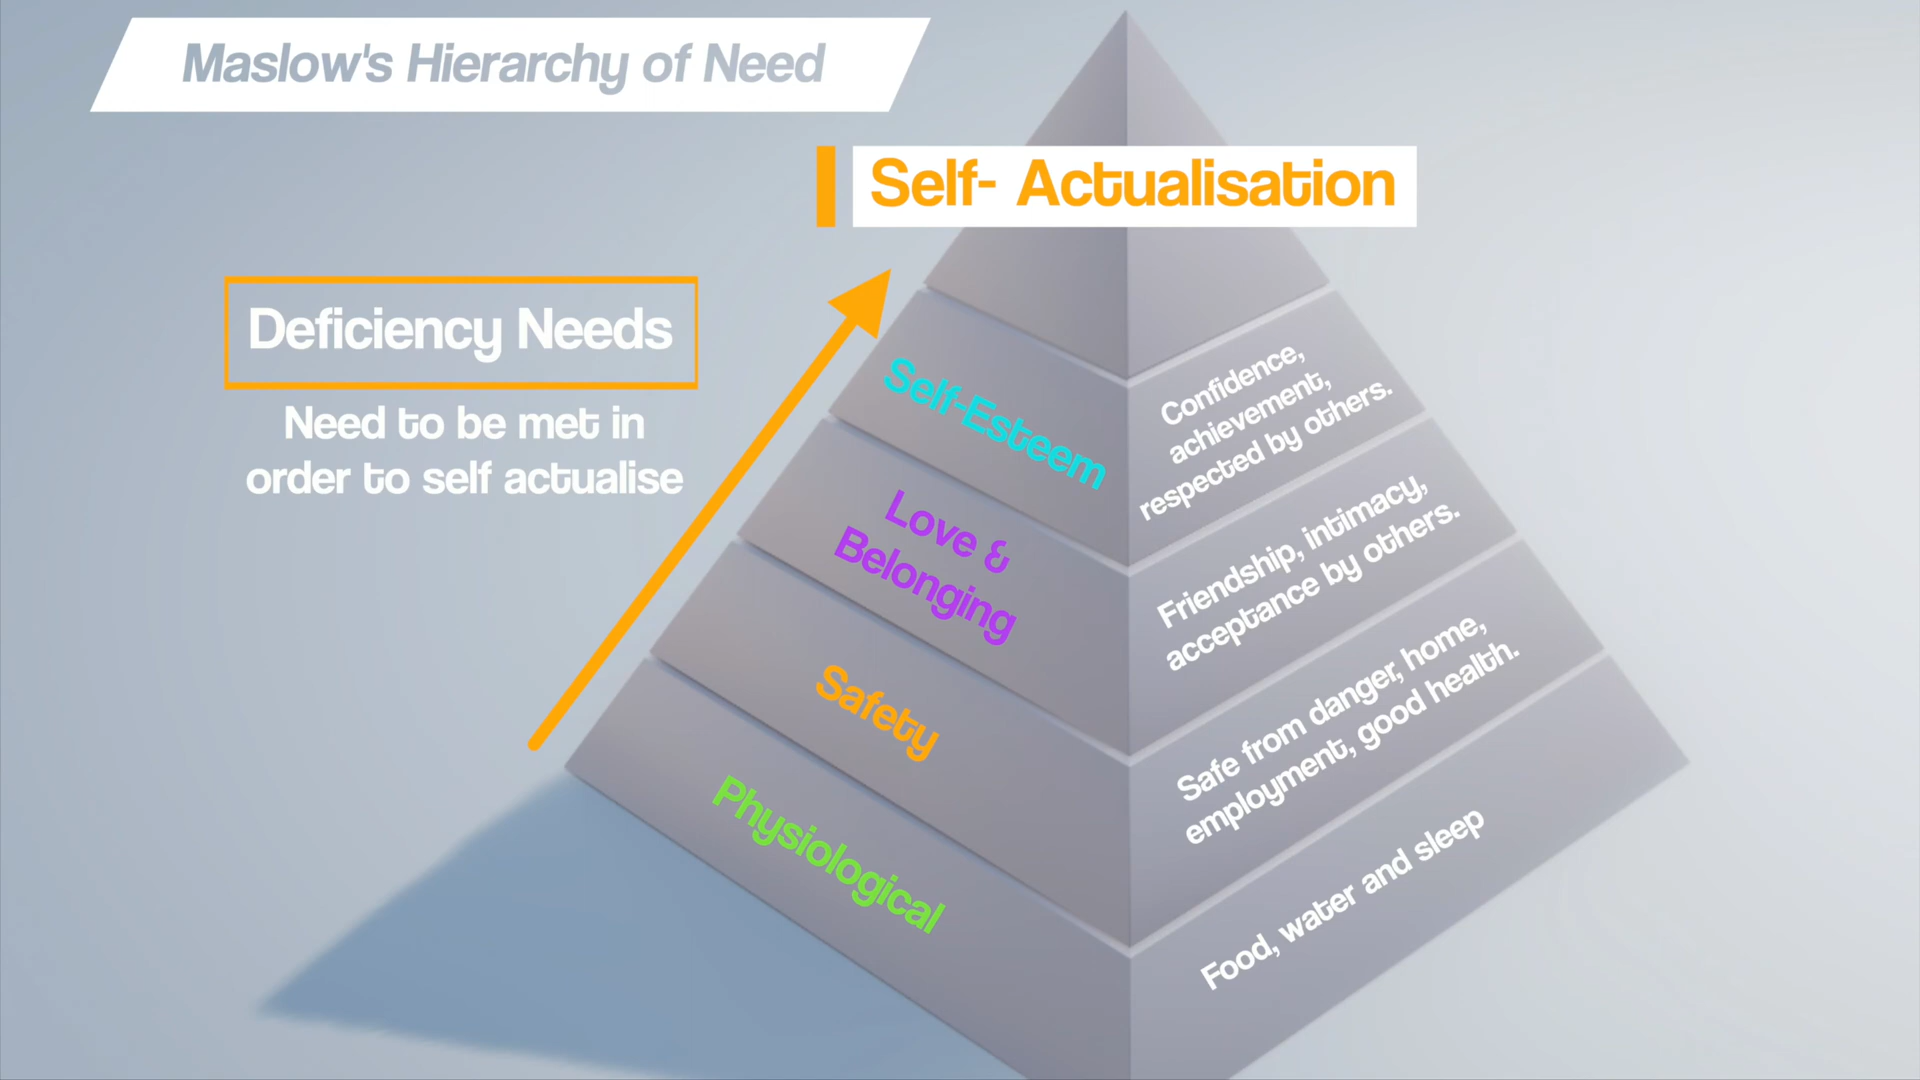 Maslow's Hierarchy of Need
Self- Actualisation
Deficiency Needs
Need to be met in
order to self actualise
Self-Esteem
Confidence,
achievement,
respected by others.
Love &
Belonging
Friendship, intimacy,
acceptance by others.
Safety
Safe from danger, home,
employment, good health.
Physiological
Food, water and sleep